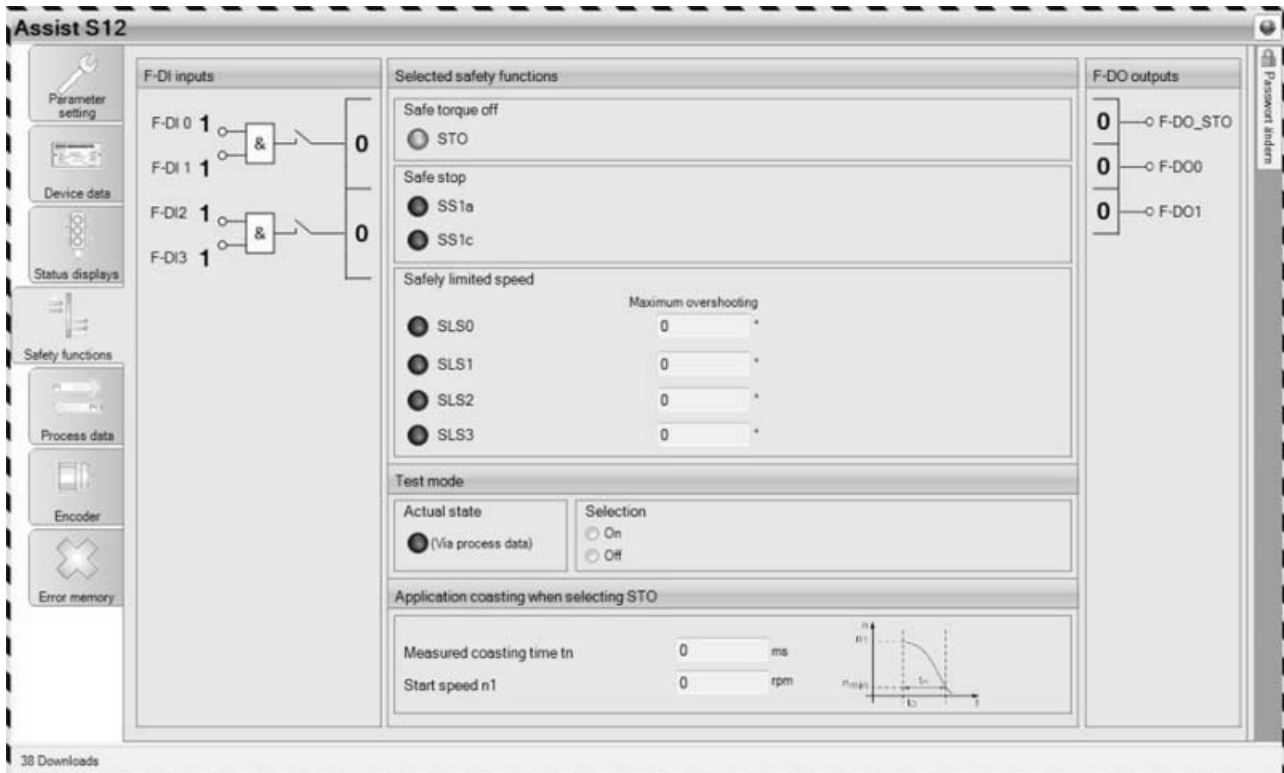 Assist S12
Parameter
setting
Device data
Status displays
Safety functions
Process data
Encoder
Error memory
F-DI inputs
F-DI 0 1
&
0
F-DI 1 1
F-DI2 1
&
0
F-DI3 1
Selected safety functions
Safe torque off
STO
Safe stop
SS1a
SS1c
Safely limited speed
Maximum overshooting
SLS0 0 °
SLS1 0 °
SLS2 0 °
SLS3 0 °
Test mode
Actual state
(Via process data)
Selection
On
Off
Application coasting when selecting STO
Measured coasting time tn 0 ms
Start speed n1 0 rpm
n
n1
T
F-DO outputs
0 F-DO_STO
0 F-DO0
0 F-DO1
Passwort ändern
38 Downloads